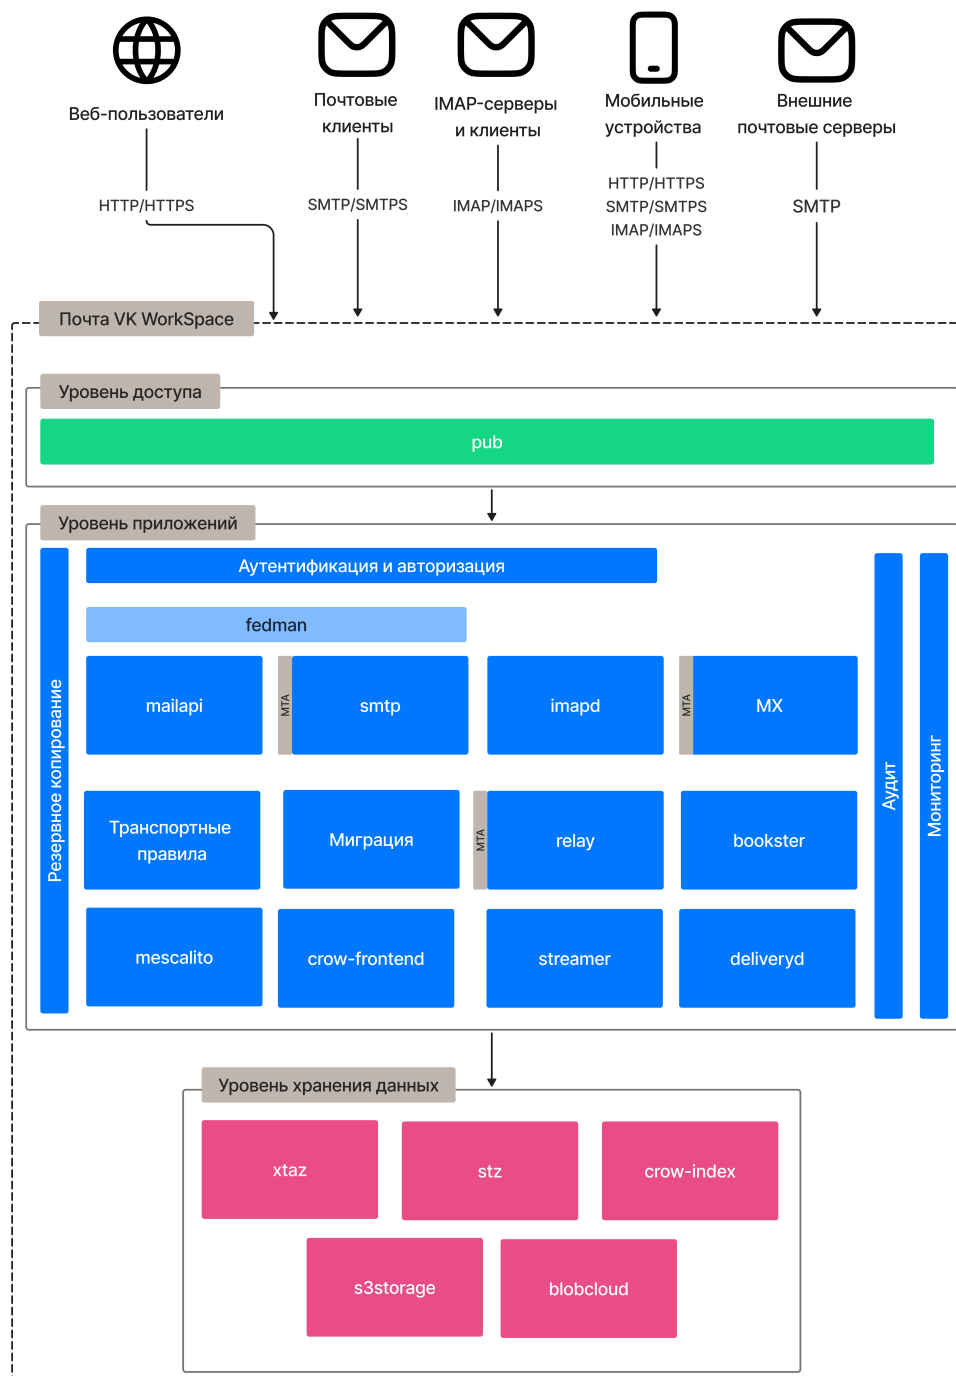 Веб-пользователи
Почтовые
клиенты
IMAP-серверы
и клиенты
Мобильные
устройства
Внешние
почтовые серверы
HTTP/HTTPS
SMTP/SMTPS
IMAP/IMAPS
HTTP/HTTPS
SMTP/SMTPS
IMAP/IMAPS
SMTP
Почта VK WorkSpace
Уровень доступа
pub
Уровень приложений
Резервное копирование
Аутентификация и авторизация
fedman
mailapi
MTA
smtp
imapd
MTA
MX
Транспортные
правила
Миграция
MTA
relay
bookster
mescalito
crow-frontend
streamer
deliveryd
Аудит
Мониторинг
Уровень хранения данных
xtaz
stz
crow-index
s3storage
blobcloud